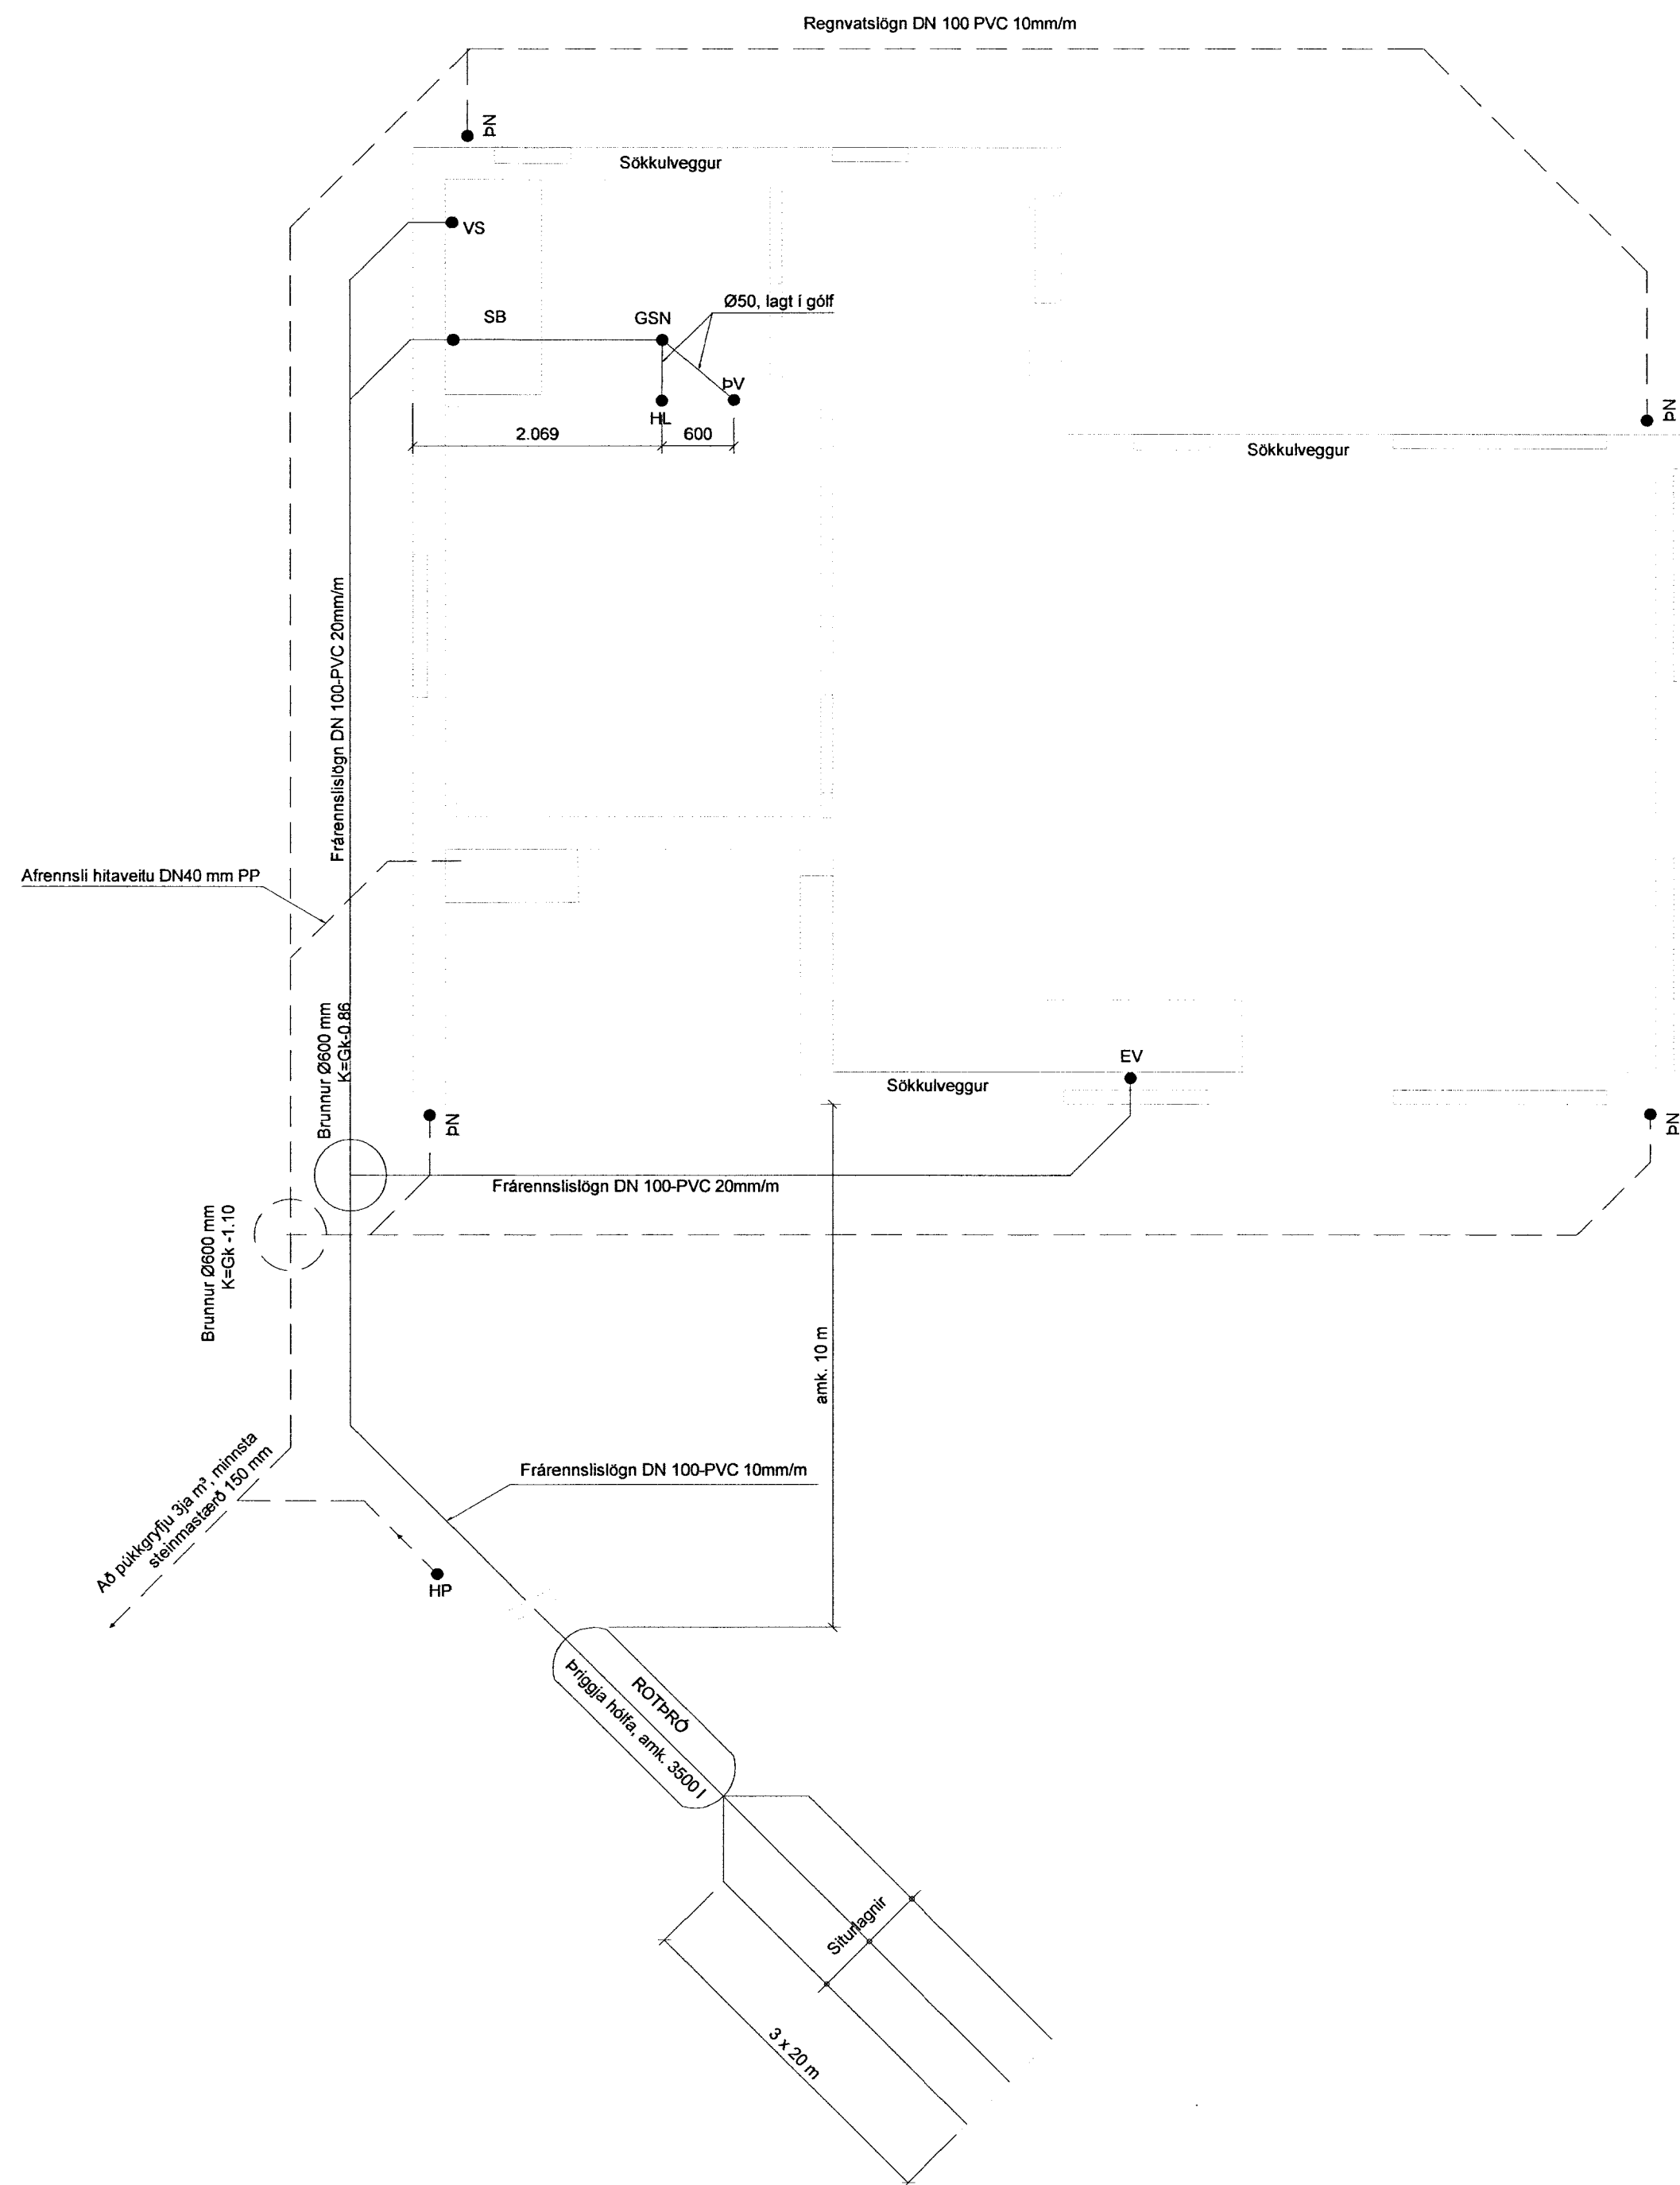 Regnvatslögn DN 100 PVC 10mm/m
ÞN
Sökkulveggur
VS
Ø50, lagt í gólf
SB
GSN
ÞV
HL
ÞN
2.069
600
Sökkulveggur
Frárennslislögn DN 100-PVC 20mm/m
Afrennsli hitaveitu DN40 mm PP
Brunnur Ø600 mm
K=Gk-0.86
EV
Sökkulveggur
ÞN
ÞN
Frárennslislögn DN 100-PVC 20mm/m
Brunnur Ø600 mm
K=Gk -1.10
amk. 10 m
Að púkkgryfju 3ja m³, minnsta
steinmastærð 150 mm
Frárennslislögn DN 100-PVC 10mm/m
HP
ROTÞRÓ
Þriggja hólfa, amk. 3500 l
Siturlagnir
3 x 20 m